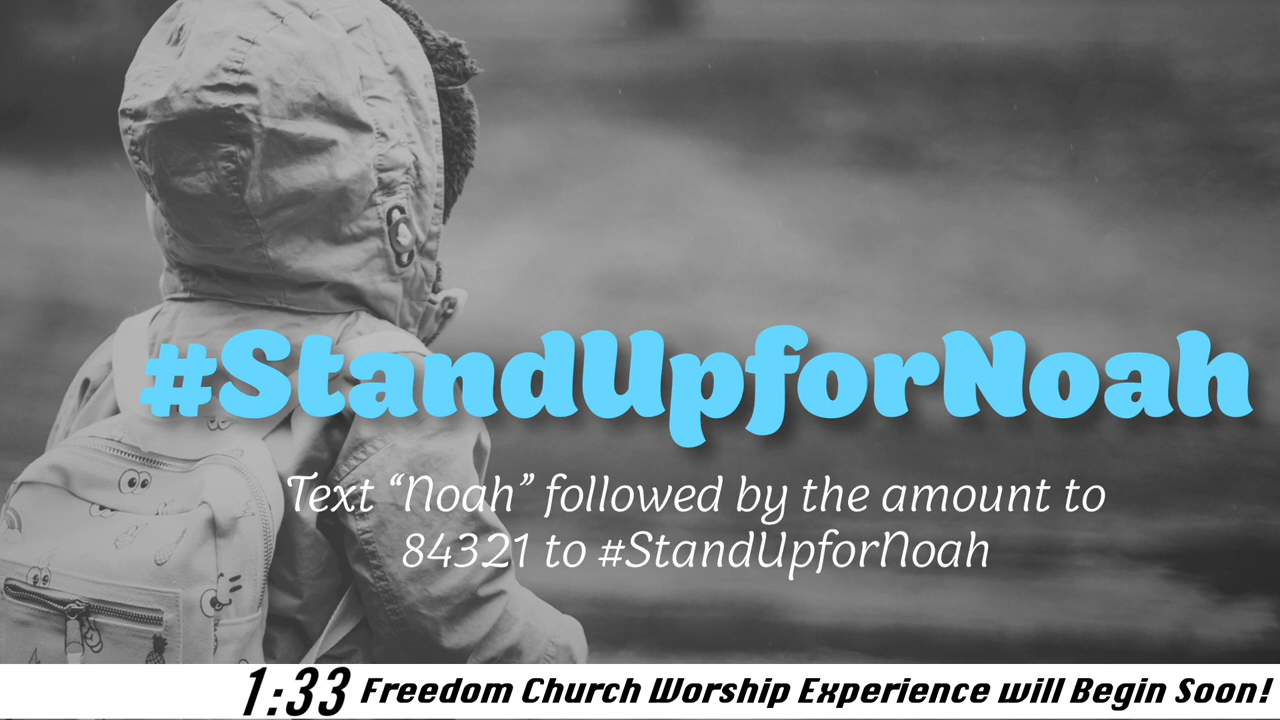 #StandUpforNoah
Text “Noah” followed by the amount to
84321 to #StandUpforNoah
1:33 Freedom Church Worship Experience will Begin Soon!